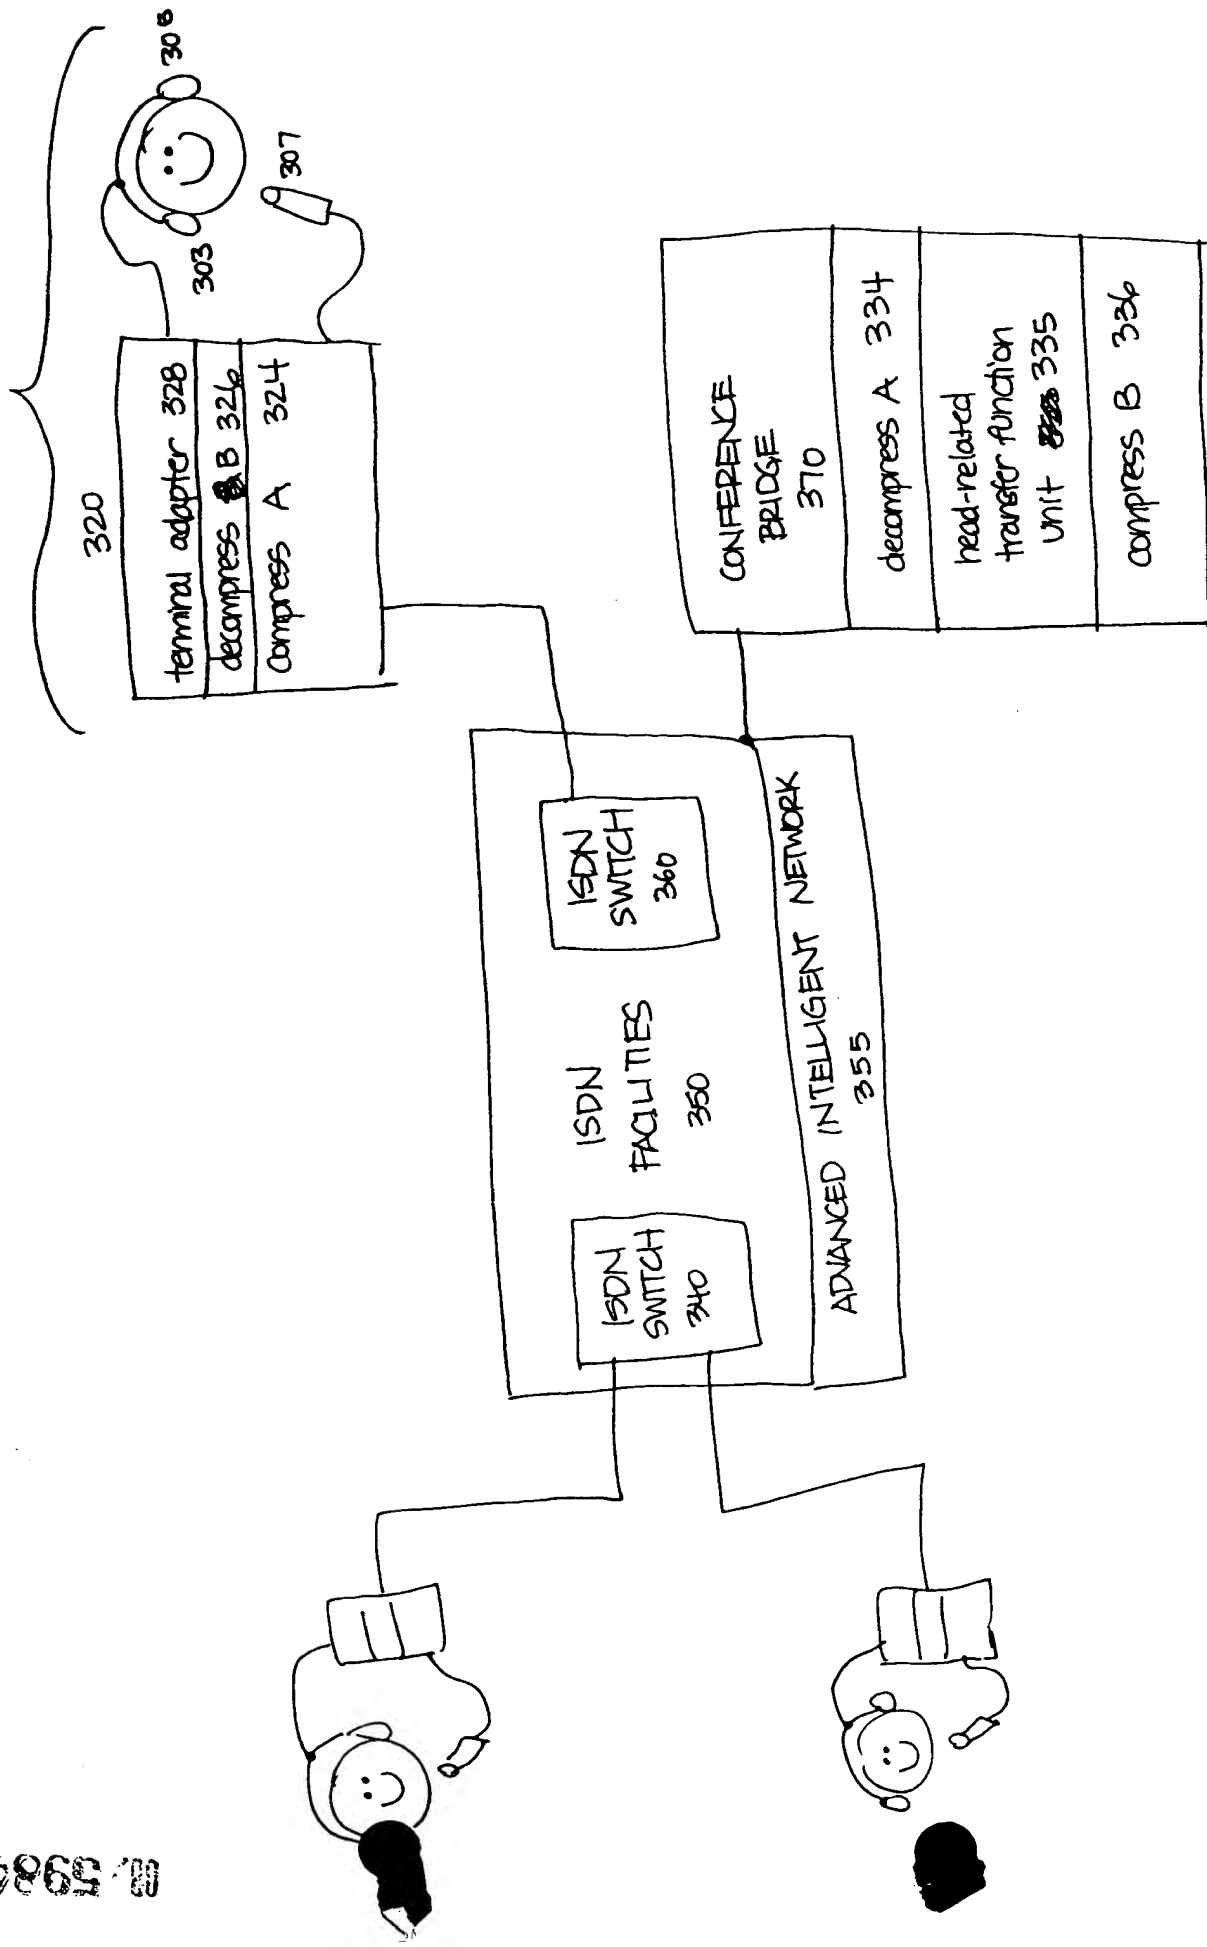 320
terminal adapter 328
decompress B 326
compress A 324
303
308
307
ISDN
SWITCH
340
ISDN
FACILITIES
350
ISDN
SWITCH
360
ADVANCED INTELLIGENT NETWORK
355
CONFERENCE
BRIDGE
370
decompress A 334
head-related
transfer function
unit 335
compress B 336